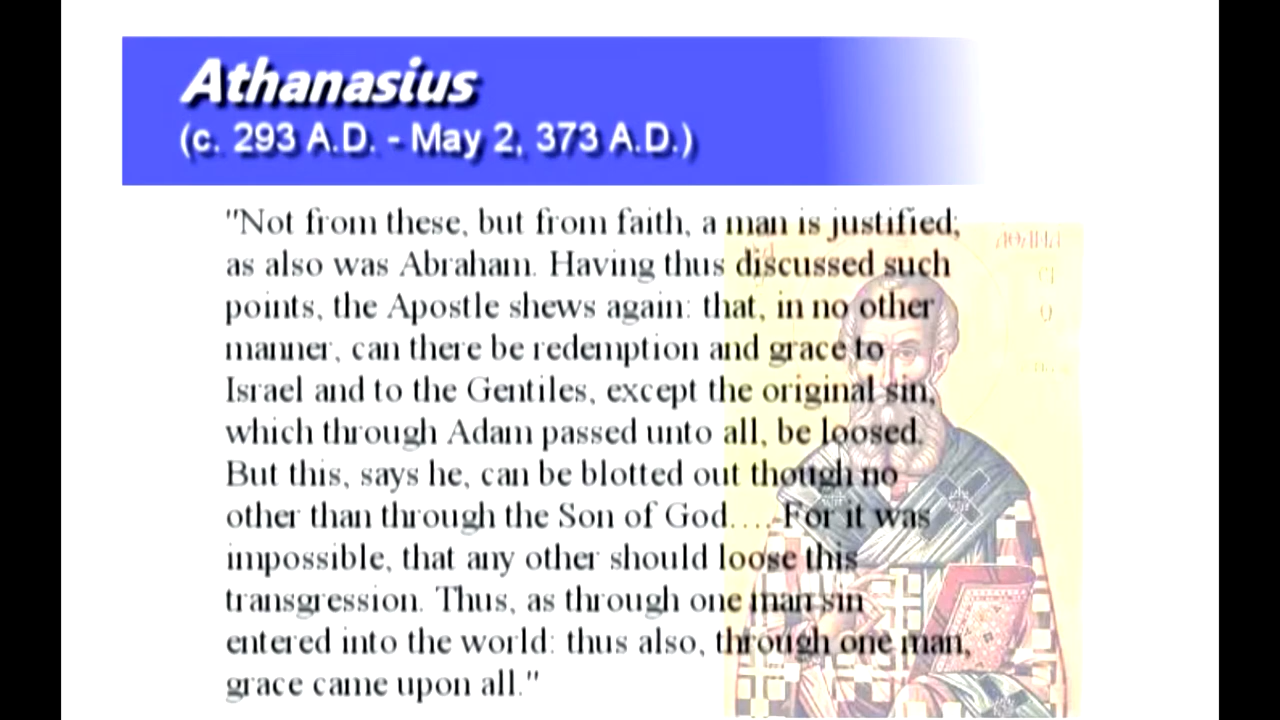 Athanasius
(c. 293 A.D. - May 2, 373 A.D.)
"Not from these, but from faith, a man is justified;
as also was Abraham. Having thus discussed such
points, the Apostle shews again: that, in no other
manner, can there be redemption and grace to
Israel and to the Gentiles, except the original sin,
which through Adam passed unto all, be loosed.
But this, says he, can be blotted out though no
other than through the Son of God.… For it was
impossible, that any other should loose this
transgression. Thus, as through one man sin
entered into the world: thus also, through one man,
grace came upon all."